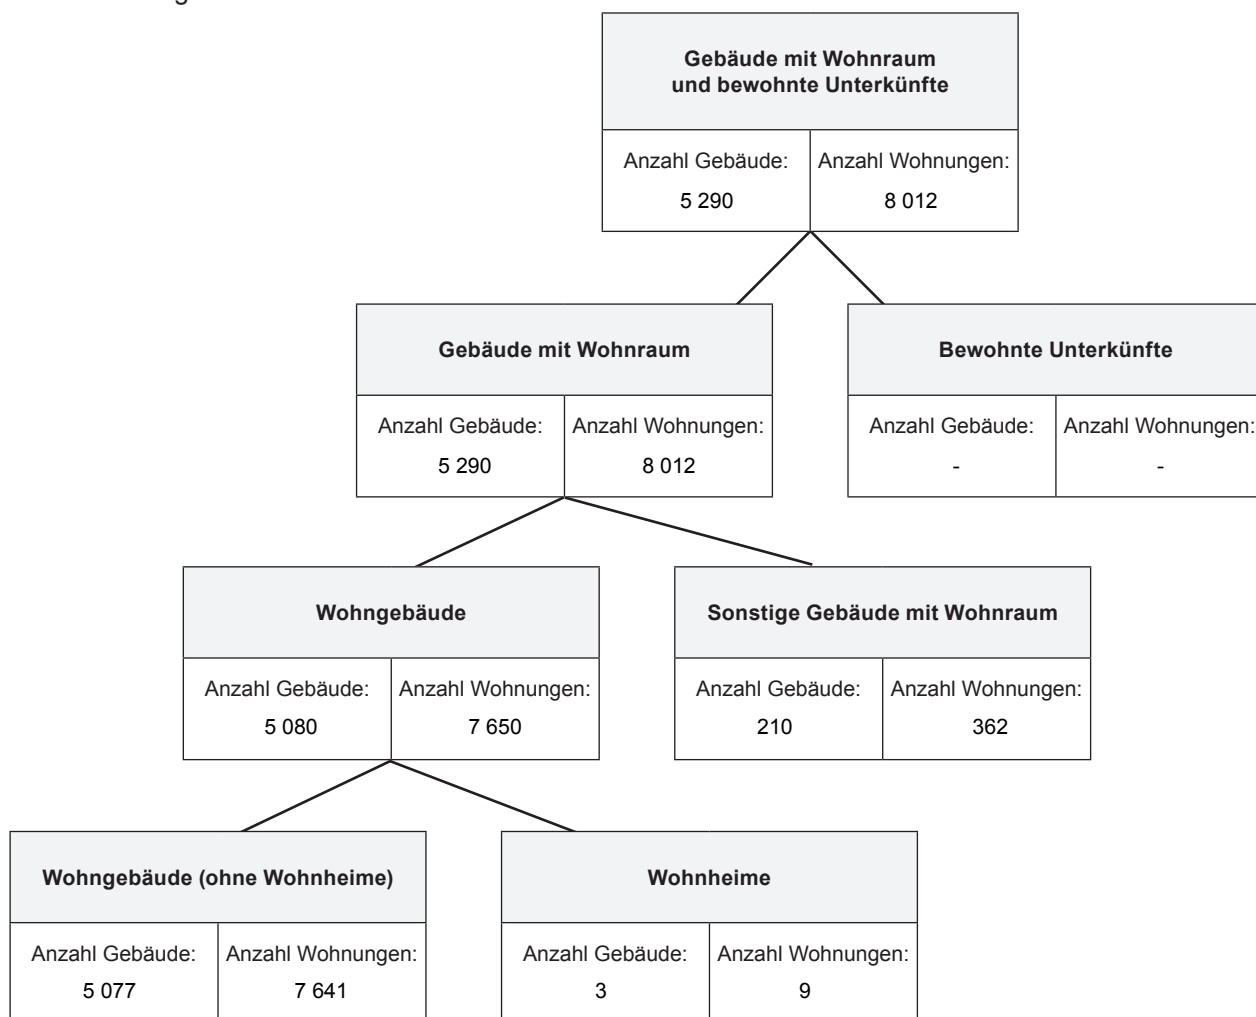 Gebäude mit Wohnraum
und bewohnte Unterkünfte
Anzahl Gebäude: Anzahl Wohnungen:
5 290 8 012
Gebäude mit Wohnraum
Anzahl Gebäude: Anzahl Wohnungen:
5 290 8 012
Bewohnte Unterkünfte
Anzahl Gebäude: Anzahl Wohnungen:
- -
Wohngebäude
Anzahl Gebäude: Anzahl Wohnungen:
5 080 7 650
Sonstige Gebäude mit Wohnraum
Anzahl Gebäude: Anzahl Wohnungen:
210 362
Wohngebäude (ohne Wohnheime)
Anzahl Gebäude: Anzahl Wohnungen:
5 077 7 641
Wohnheime
Anzahl Gebäude: Anzahl Wohnungen:
3 9